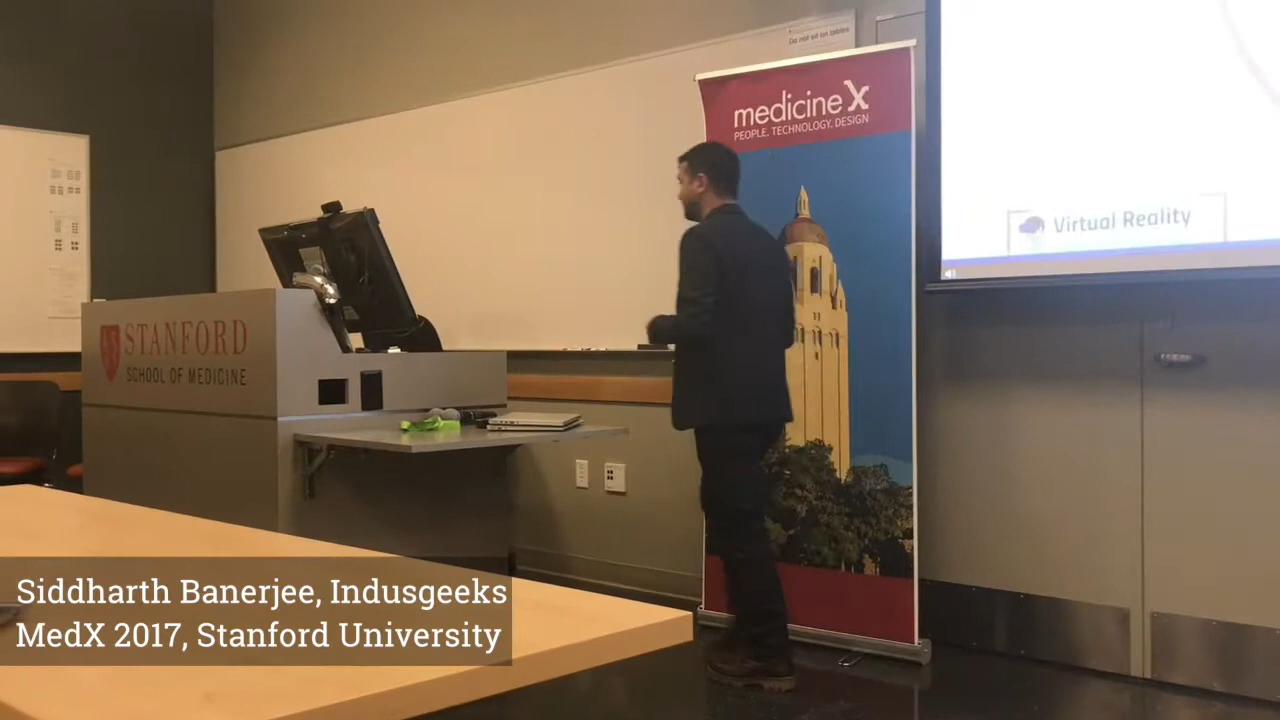 Do not sit on tables
medicine X
PEOPLE. TECHNOLOGY. DESIGN
Virtual Reality
STANFORD
SCHOOL OF MEDICINE
Siddharth Banerjee, Indusgeeks
MedX 2017, Stanford University